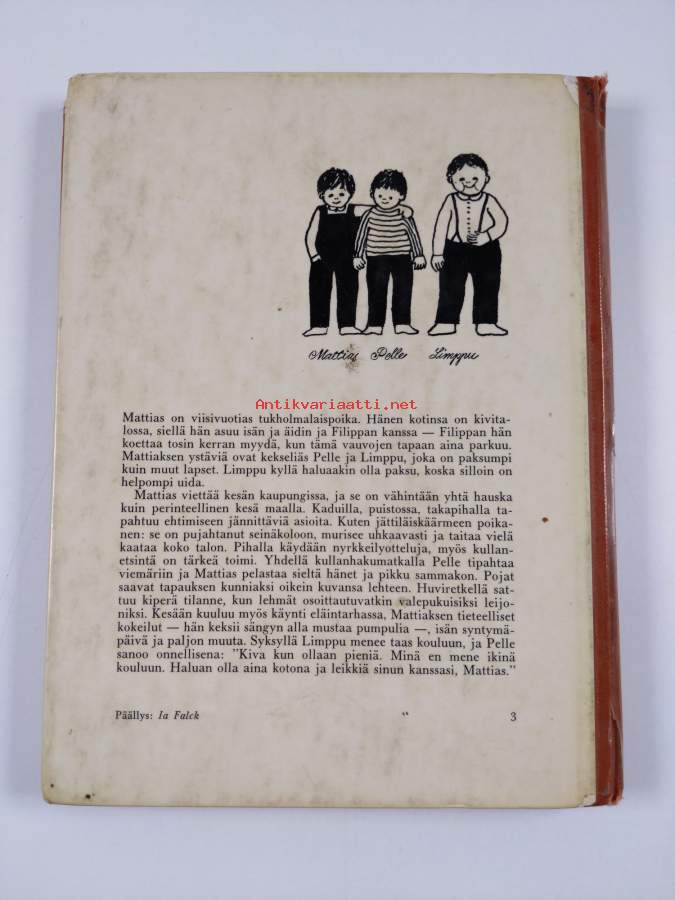 Mattias Pelle Limppu
Antikvariaatti.net
Mattias on viisivuotias tukholmalaispoika. Hänen kotinsa on kivita-
lossa, siellä hän asuu isän ja äidin ja Filippan kanssa — Filippan hän
koettaa tosin kerran myydä, kun tämä vauvojen tapaan aina parkuu.
Mattiaksen ystäviä ovat kekseliäs Pelle ja Limppu, joka on paksumpi
kuin muut lapset. Limppu kyllä haluaakin olla paksu, koska silloin on
helpompi uida.
Mattias viettää kesän kaupungissa, ja se on vähintään yhtä hauska
kuin perinteellinen kesä maalla. Kaduilla, puistossa, takapihalla ta-
pahtuu ehtimiseen jännittäviä asioita. Kuten jättiläiskäärmeen poika-
nen: se on pujahtanut seinäkoloon, murisee uhkaavasti ja taitaa vielä
kaataa koko talon. Pihalla käydään nyrkkeilyotteluja, myös kullan-
etsintä on tärkeä toimi. Yhdellä kullanhakumatkalla Pelle tipahtaa
viemäriin ja Mattias pelastaa sieltä hänet ja pikku sammakon. Pojat
saavat tapauksen kunniaksi oikein kuvansa lehteen. Huviretkellä sat-
tuu kiperä tilanne, kun lehmät osoittautuvatkin valepukuisiksi leijo-
niksi. Kesään kuuluu myös käynti eläintarhassa, Mattiaksen tieteelliset
kokeilut — hän keksii sängyn alla mustaa pumpulia —, isän syntymä-
päivä ja paljon muuta. Syksyllä Limppu menee taas kouluun, ja Pelle
sanoo onnellisena: "Kiva kun ollaan pieniä. Minä en mene ikinä
kouluun. Haluan olla aina kotona ja leikkiä sinun kanssasi, Mattias."
Päällys: Ia Falck 3